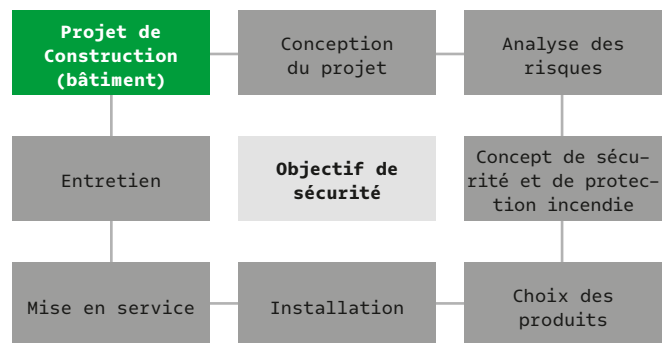 Projet de
Construction
(bâtiment)
Conception
du projet
Analyse des
risques
Entretien
Objectif de
sécurité
Concept de sécu-
rité et de protec-
tion incendie
Mise en service
Installation
Choix des
produits